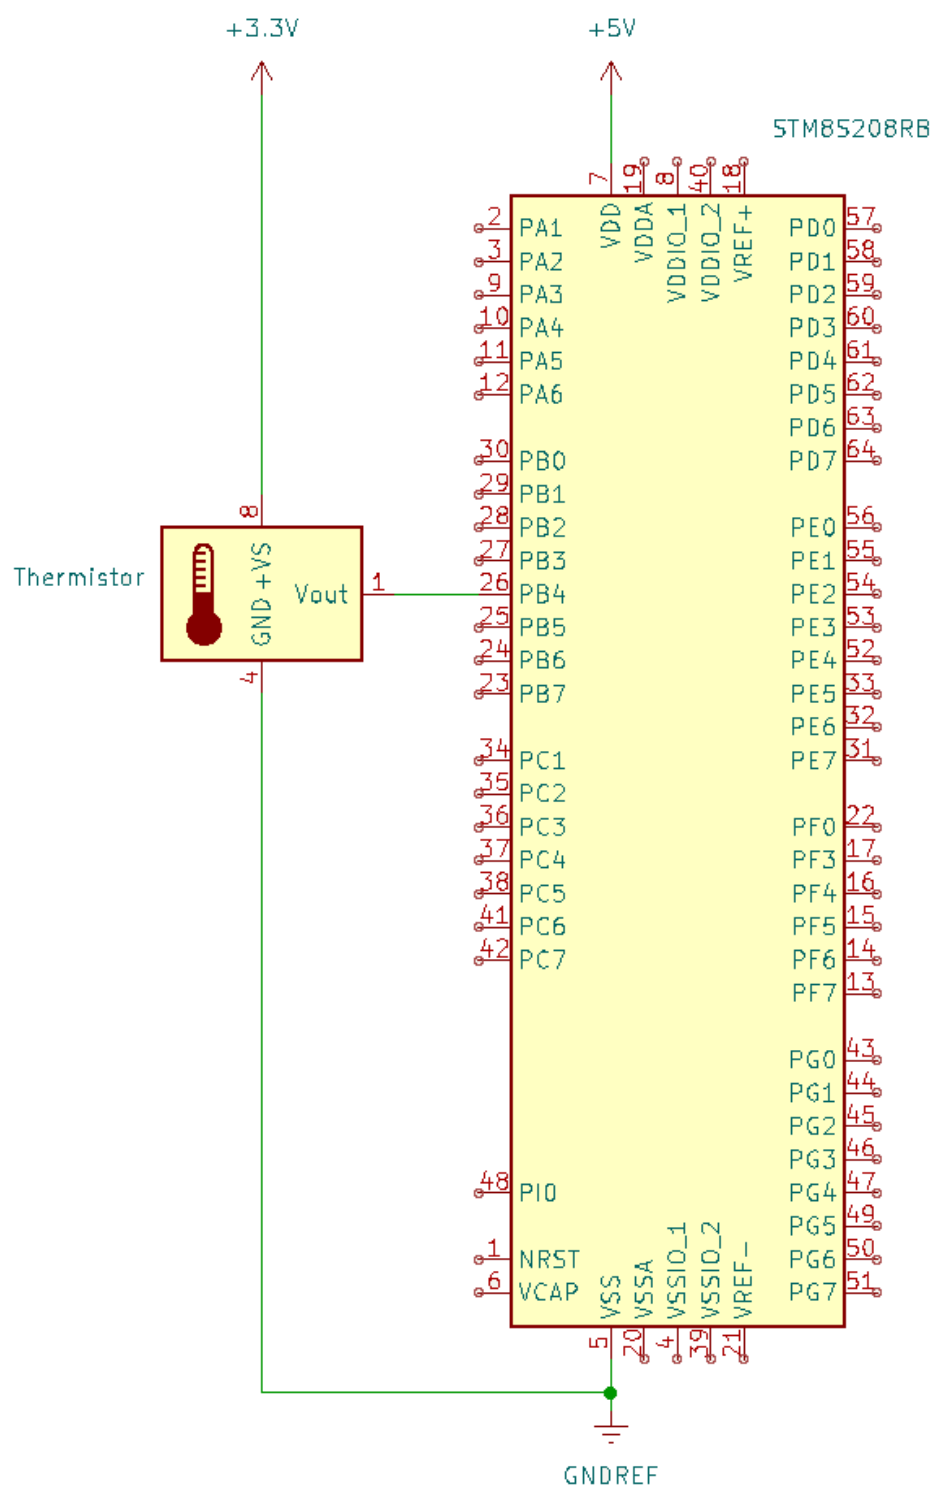 +3.3V
+5V
STM8S208RB
7
19
8
40
18
VDD
VDDA
VDDIO_1
VDDIO_2
VREF+
2 PA1
3 PA2
9 PA3
10 PA4
11 PA5
12 PA6
30 PB0
29 PB1
28 PB2
27 PB3
26 PB4
25 PB5
24 PB6
23 PB7
34 PC1
35 PC2
36 PC3
37 PC4
38 PC5
41 PC6
42 PC7
48 PI0
1 NRST
6 VCAP
PD0 57
PD1 58
PD2 59
PD3 60
PD4 61
PD5 62
PD6 63
PD7 64
PE0 56
PE1 55
PE2 54
PE3 53
PE4 52
PE5 33
PE6 32
PE7 31
PF0 22
PF3 17
PF4 16
PF5 15
PF6 14
PF7 13
PG0 43
PG1 44
PG2 45
PG3 46
PG4 47
PG5 49
PG6 50
PG7 51
Thermistor
8
+VS
GND
4
Vout 1
VSS
VSSA
VSSIO_1
VSSIO_2
VREF-
5
20
4
39
21
GNDREF